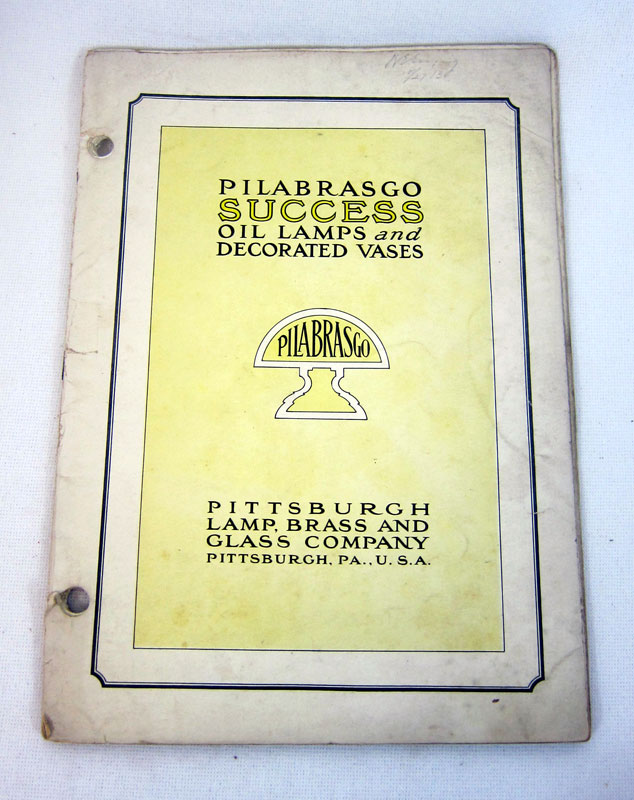 PILABRASGO
SUCCESS
OIL LAMPS and
DECORATED VASES
PILABRASGO
PITTSBURGH
LAMP, BRASS AND
GLASS COMPANY
PITTSBURGH, PA., U. S. A.